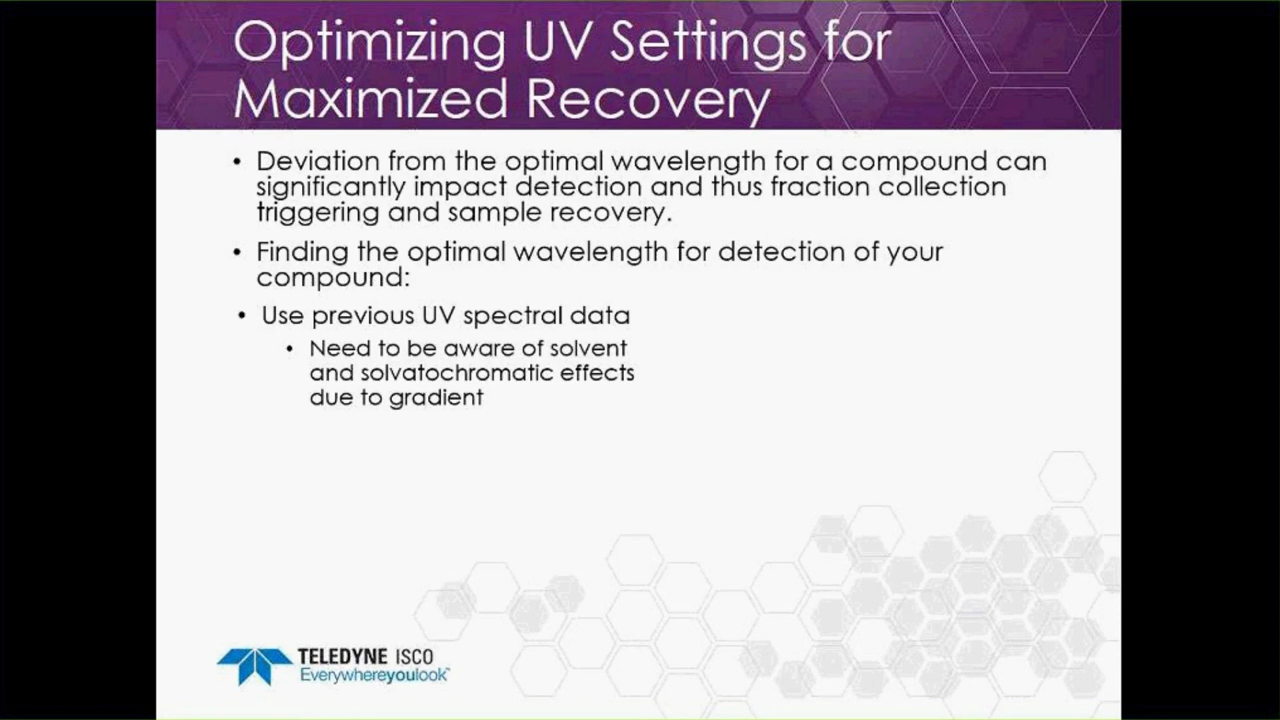 Optimizing UV Settings for
Maximized Recovery
• Deviation from the optimal wavelength for a compound can
significantly impact detection and thus fraction collection
triggering and sample recovery.
• Finding the optimal wavelength for detection of your
compound:
• Use previous UV spectral data
• Need to be aware of solvent
and solvatochromatic effects
due to gradient
TELEDYNE ISCO
Everywhereyoulook™